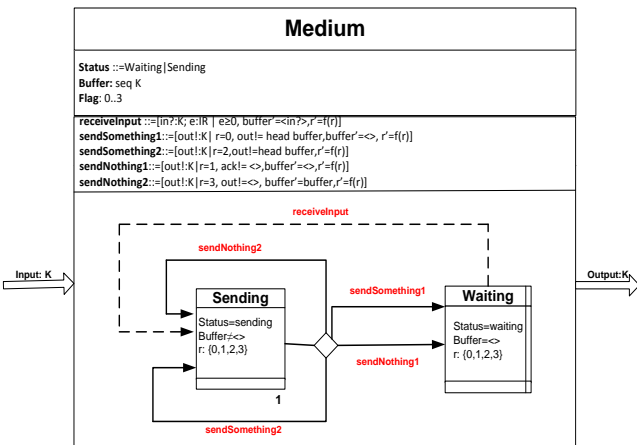 Medium
Status ::=Waiting|Sending
Buffer: seq K
Flag: 0..3
receiveInput ::=[in?:K; e:IR | e≥0, buffer'=<in?>,r'=f(r)]
sendSomething1::=[out!:K| r=0, out!= head buffer,buffer'=<>, r'=f(r)]
sendSomething2::=[out!:K|r=2,out!=head buffer,r'=f(r)]
sendNothing1::=[out!:K|r=1, ack!= <>,buffer'=<>,r'=f(r)]
sendNothing2::=[out!:K|r=3, out!=<>, buffer'=buffer,r'=f(r)]
receiveInput
sendNothing2
Input: K
Output:K
sendSomething1
Sending
Waiting
Status=sending
Buffer≠<>
r: {0,1,2,3}
Status=waiting
Buffer=<>
r: {0,1,2,3}
sendNothing1
1
sendSomething2